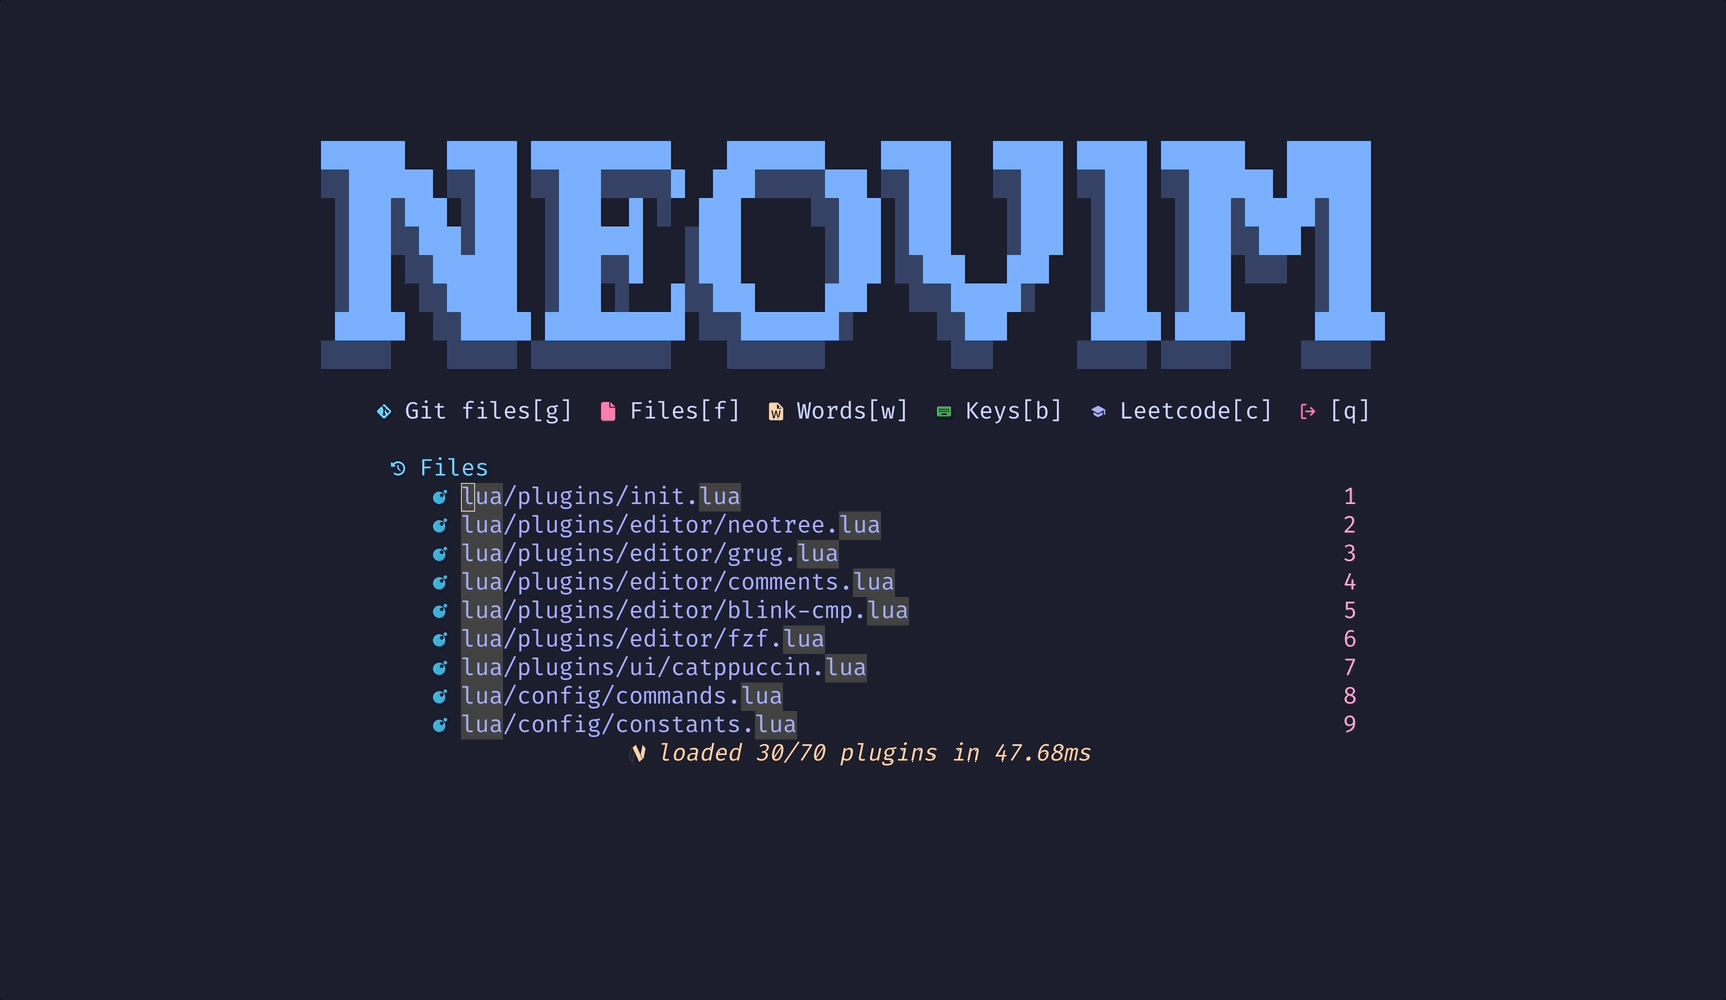 NEOVIM
Git files[g] Files[f] Words[w] Keys[b] Leetcode[c] [q]
Files
lua/plugins/init.lua 1
lua/plugins/editor/neotree.lua 2
lua/plugins/editor/grug.lua 3
lua/plugins/editor/comments.lua 4
lua/plugins/editor/blink-cmp.lua 5
lua/plugins/editor/fzf.lua 6
lua/plugins/ui/catppuccin.lua 7
lua/config/commands.lua 8
lua/config/constants.lua 9
loaded 30/70 plugins in 47.68ms